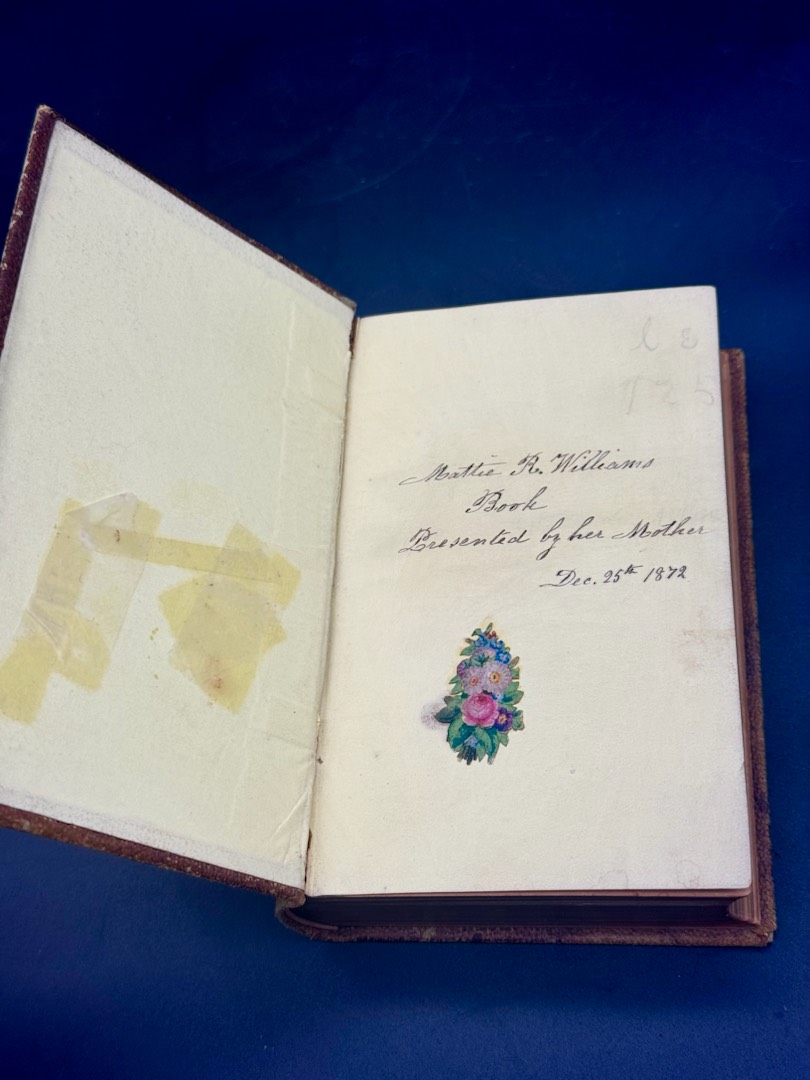 Mattie R. Williams
Book
Presented by her Mother
Dec. 25th 1872